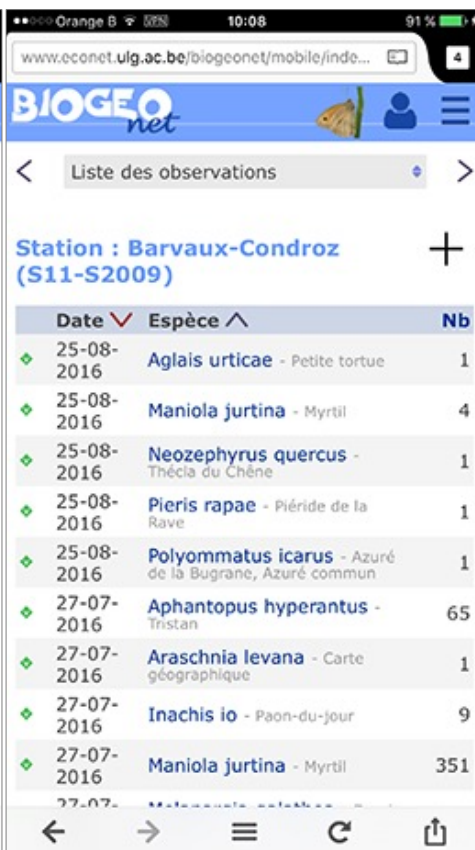 Orange B VPN 10:08 91 %
www.econet.ulg.ac.be/biogeonet/mobile/inde... 4
BIOGEO
net
Liste des observations
Station : Barvaux-Condroz
(S11-S2009)
Date Espèce Nb
25-08-
2016 Aglais urticae - Petite tortue 1
25-08-
2016 Maniola jurtina - Myrtil 4
25-08-
2016 Neozephyrus quercus -
Thécla du Chêne 1
25-08-
2016 Pieris rapae - Piéride de la
Rave 1
25-08-
2016 Polyommatus icarus - Azuré
de la Bugrane, Azuré commun 1
27-07-
2016 Aphantopus hyperantus -
Tristan 65
27-07-
2016 Araschnia levana - Carte
géographique 1
27-07-
2016 Inachis io - Paon-du-jour 9
27-07-
2016 Maniola jurtina - Myrtil 351
27-07-